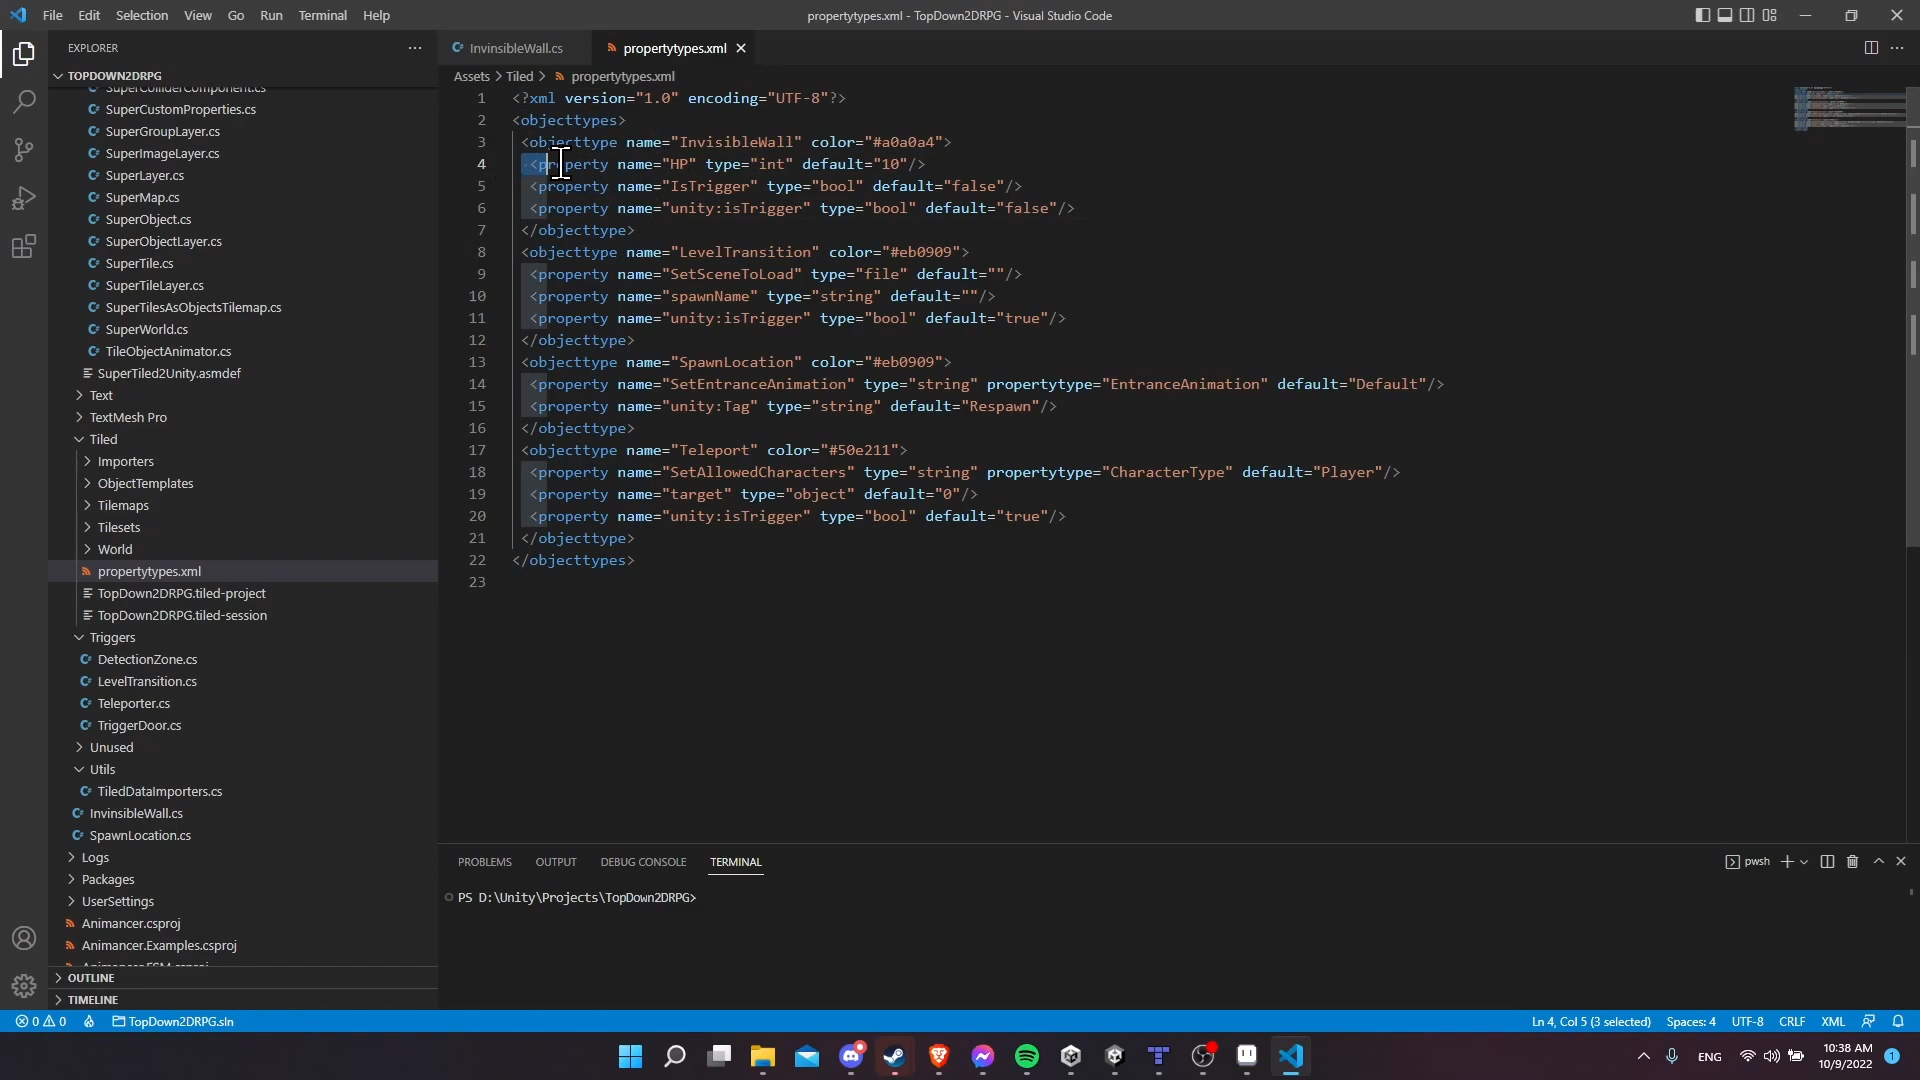 File Edit Selection View Go Run Terminal Help
propertytypes.xml - TopDown2DRPG - Visual Studio Code
EXPLORER
TOPDOWN2DRPG
SuperColliderComponent.cs
SuperCustomProperties.cs
SuperGroupLayer.cs
SuperImageLayer.cs
SuperLayer.cs
SuperMap.cs
SuperObject.cs
SuperObjectLayer.cs
SuperTile.cs
SuperTileLayer.cs
SuperTilesAsObjectsTilemap.cs
SuperWorld.cs
TileObjectAnimator.cs
SuperTiled2Unity.asmdef
Text
TextMesh Pro
Tiled
Importers
ObjectTemplates
Tilemaps
Tilesets
World
propertytypes.xml
TopDown2DRPG.tiled-project
TopDown2DRPG.tiled-session
Triggers
DetectionZone.cs
LevelTransition.cs
Teleporter.cs
TriggerDoor.cs
Unused
Utils
TiledDataImporters.cs
InvinsibleWall.cs
SpawnLocation.cs
Logs
Packages
UserSettings
Animancer.csproj
Animancer.Examples.csproj
Animancer.FSM.csproj
OUTLINE
TIMELINE
InvinsibleWall.cs
propertytypes.xml
Assets > Tiled > propertytypes.xml
1 <?xml version="1.0" encoding="UTF-8"?>
2 <objecttypes>
3 <objecttype name="InvisibleWall" color="#a0a0a4">
4 <property name="HP" type="int" default="10"/>
5 <property name="IsTrigger" type="bool" default="false"/>
6 <property name="unity:isTrigger" type="bool" default="false"/>
7 </objecttype>
8 <objecttype name="LevelTransition" color="#eb0909">
9 <property name="SetSceneToLoad" type="file" default=""/>
10 <property name="spawnName" type="string" default=""/>
11 <property name="unity:isTrigger" type="bool" default="true"/>
12 </objecttype>
13 <objecttype name="SpawnLocation" color="#eb0909">
14 <property name="SetEntranceAnimation" type="string" propertytype="EntranceAnimation" default="Default"/>
15 <property name="unity:Tag" type="string" default="Respawn"/>
16 </objecttype>
17 <objecttype name="Teleport" color="#50e211">
18 <property name="SetAllowedCharacters" type="string" propertytype="CharacterType" default="Player"/>
19 <property name="target" type="object" default="0"/>
20 <property name="unity:isTrigger" type="bool" default="true"/>
21 </objecttype>
22 </objecttypes>
23
PROBLEMS OUTPUT DEBUG CONSOLE TERMINAL
pwsh
PS D:\Unity\Projects\TopDown2DRPG>
0 0 TopDown2DRPG.sln
Ln 4, Col 5 (3 selected) Spaces: 4 UTF-8 CRLF XML
ENG
10:38 AM
10/9/2022
1